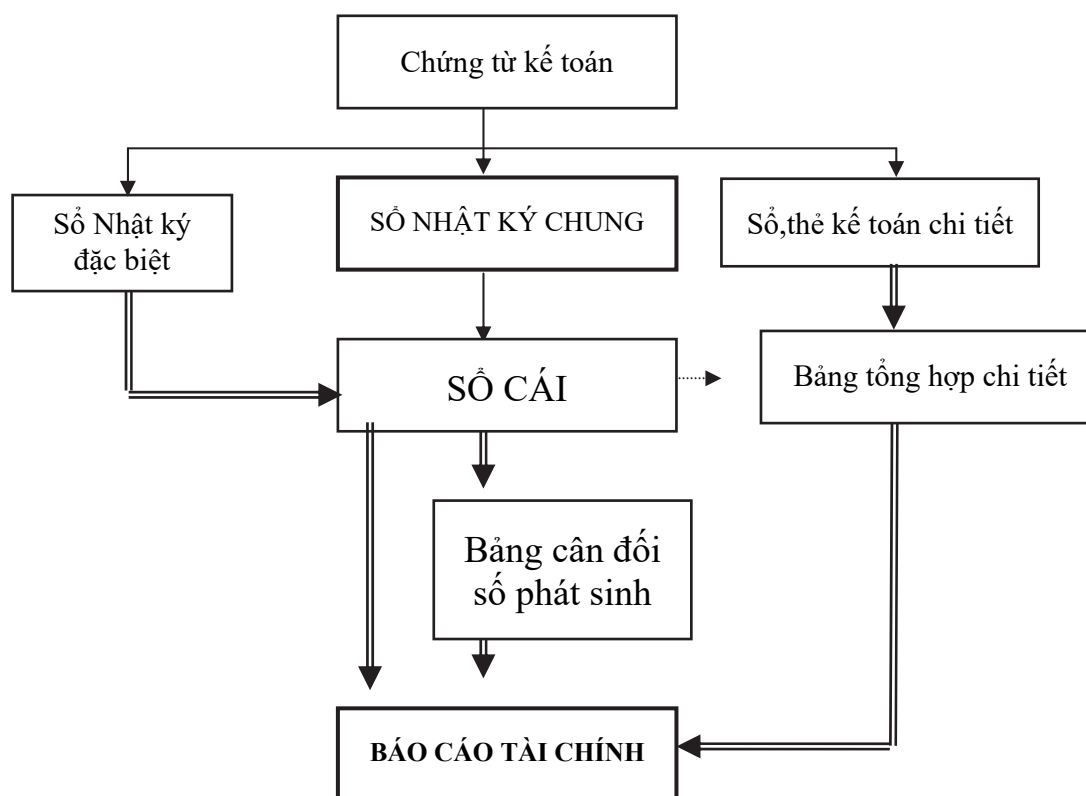 Chứng từ kế toán
Sổ Nhật ký
đặc biệt
SỔ NHẬT KÝ CHUNG
Sổ,thẻ kế toán chi tiết
SỔ CÁI
Bảng tổng hợp chi tiết
Bảng cân đối
số phát sinh
BÁO CÁO TÀI CHÍNH